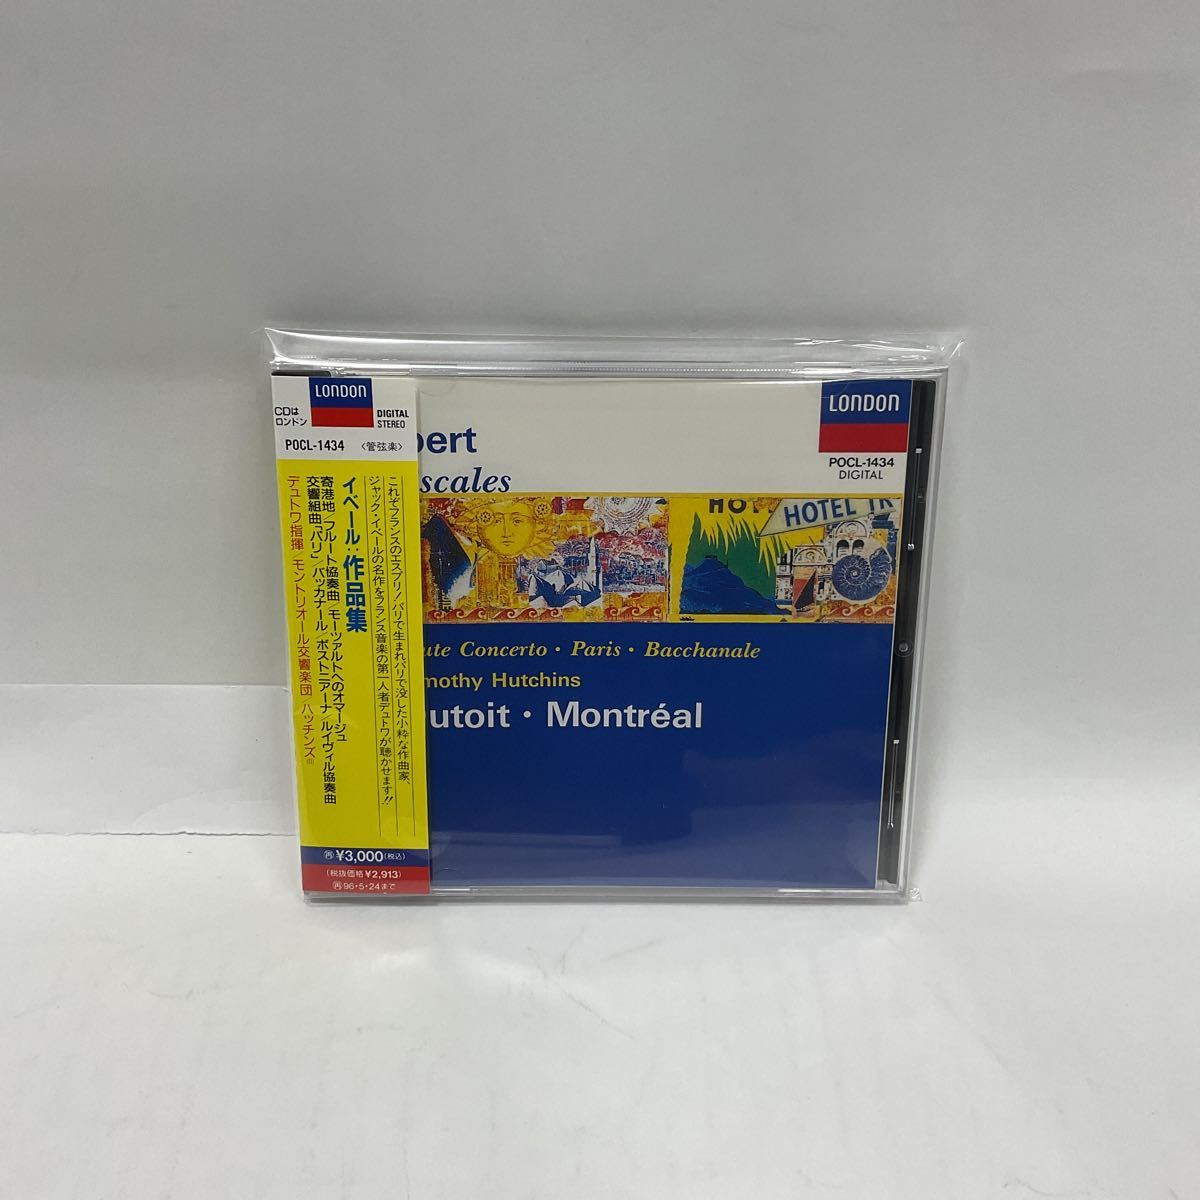 CDは
ロンドン
LONDON
DIGITAL
STEREO
POCL-1434 〈管弦楽〉
これぞフランスのエスプリ!パリで生まれパリで没した小粋な作曲家、
ジャック・イベールの名作をフランス音楽の第一人者デュトワが聴かせます!!
イベール:作品集
寄港地/フルート協奏曲/モーツァルトへのオマージュ
交響組曲「パリ」/バッカナール/ボストニアーナ/ルイヴィル協奏曲
デュトワ指揮/モントリオール交響楽団/ハッチンズ(fl)
再 ¥3,000(税込)
(税抜価格¥2,913)
再 96・5・24まで
bert
scales
LONDON
POCL-1434
DIGITAL
HOTEL
ute Concerto • Paris • Bacchanale
mothy Hutchins
utoit • Montréal